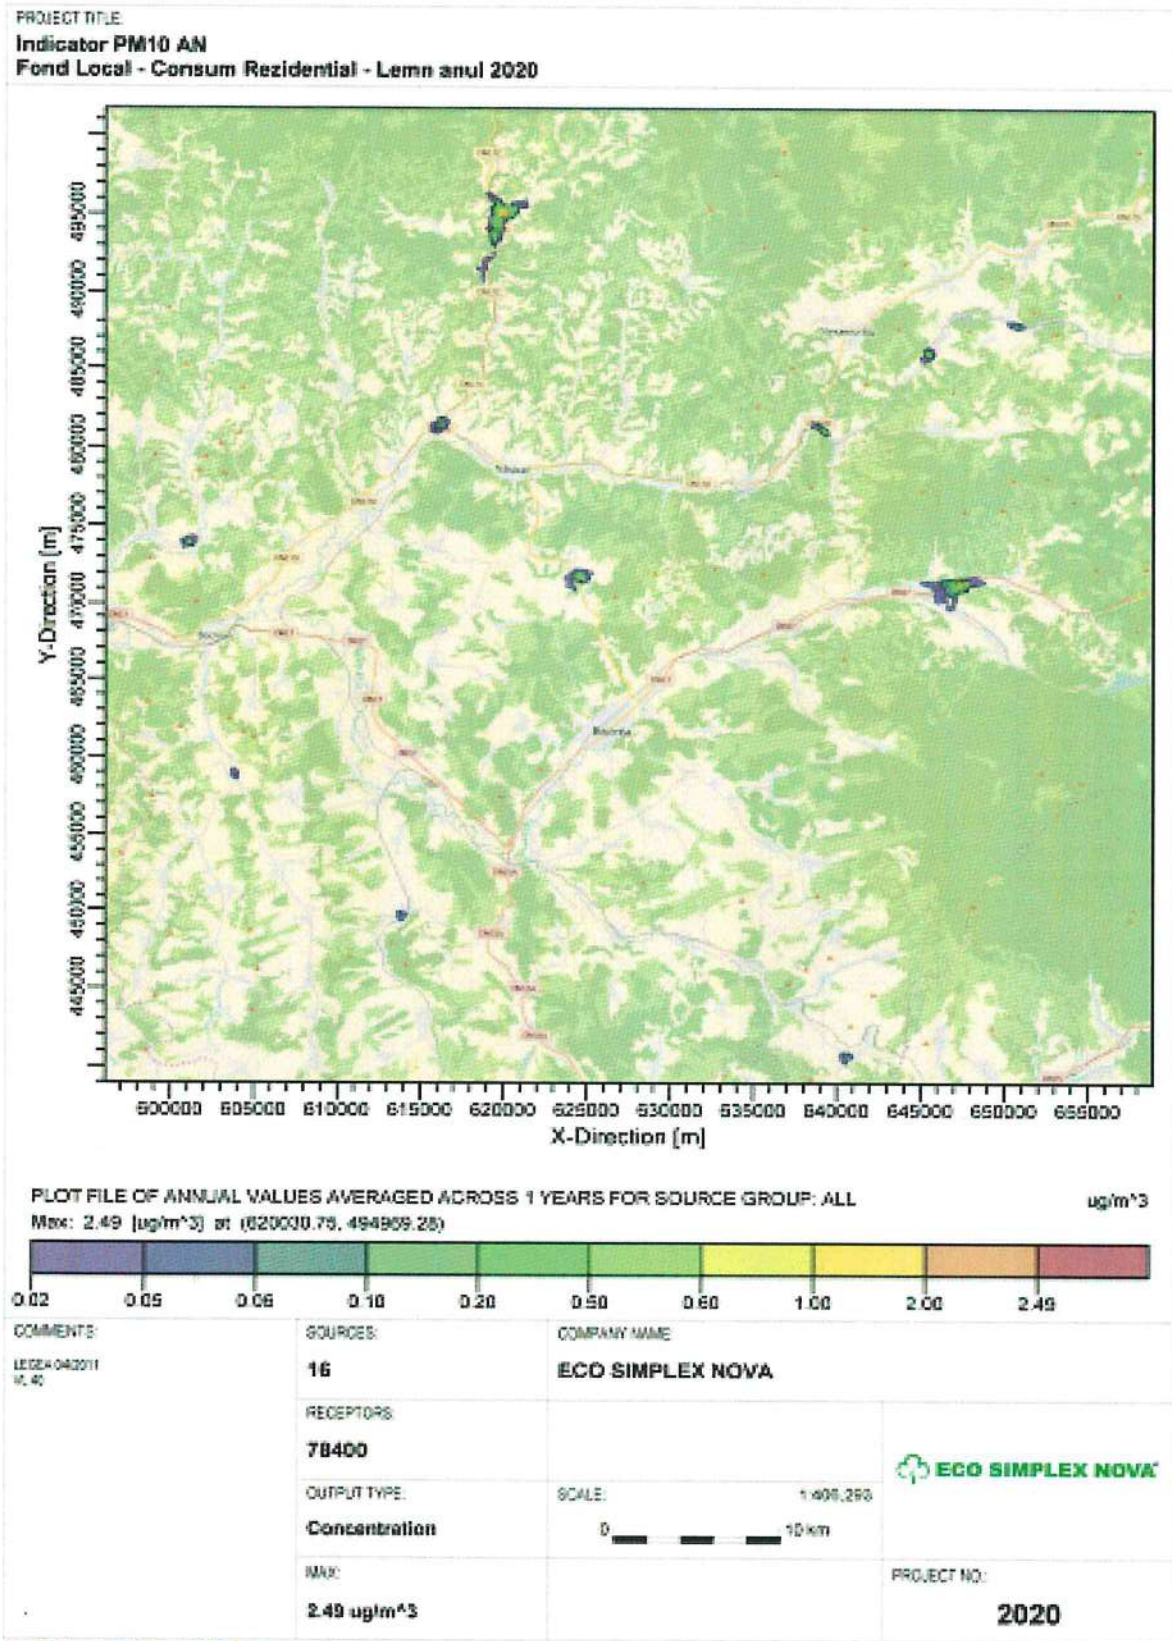 PROJECT TITLE:
Indicator PM10 AN
Fond Local - Consum Rezidential - Lemn anul 2020
495000
490000
485000
480000
475000
470000
465000
460000
455000
450000
445000
Y-Direction [m]
600000 605000 610000 615000 620000 625000 630000 635000 640000 645000 650000 655000
X-Direction [m]
PLOT FILE OF ANNUAL VALUES AVERAGED ACROSS 1 YEARS FOR SOURCE GROUP: ALL
ug/m^3
Max: 2.49 [ug/m^3] at (620030.75, 494969.28)
0.02 0.05 0.06 0.10 0.20 0.50 0.60 1.00 2.00 2.49
COMMENTS:
SOURCES:
16
COMPANY NAME:
ECO SIMPLEX NOVA
RECEPTORS:
78400
OUTPUT TYPE:
Concentration
SCALE:
0 10 km
ECO SIMPLEX NOVA
MAX:
2.49 ug/m^3
PROJECT NO.:
2020